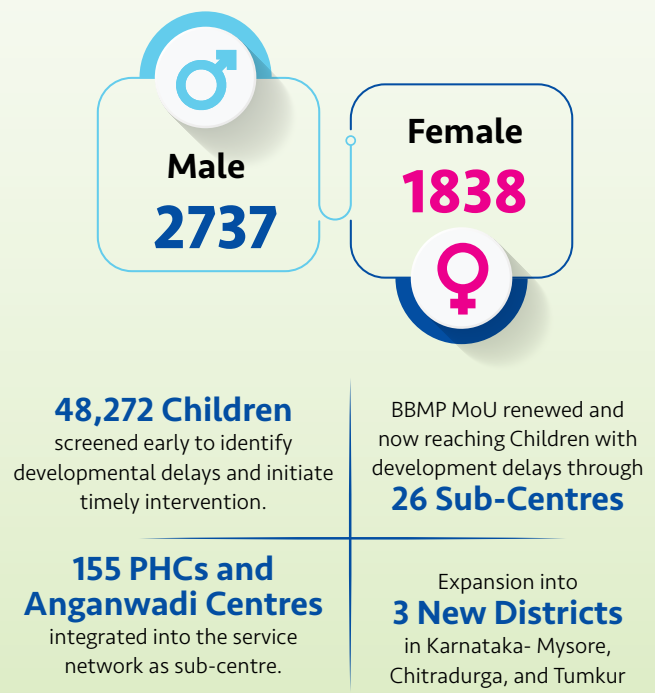 Male
2737
Female
1838
48,272 Children
screened early to identify
developmental delays and initiate
timely intervention.
BBMP MoU renewed and
now reaching Children with
development delays through
26 Sub-Centres
155 PHCs and
Anganwadi Centres
integrated into the service
network as sub-centre.
Expansion into
3 New Districts
in Karnataka- Mysore,
Chitradurga, and Tumkur